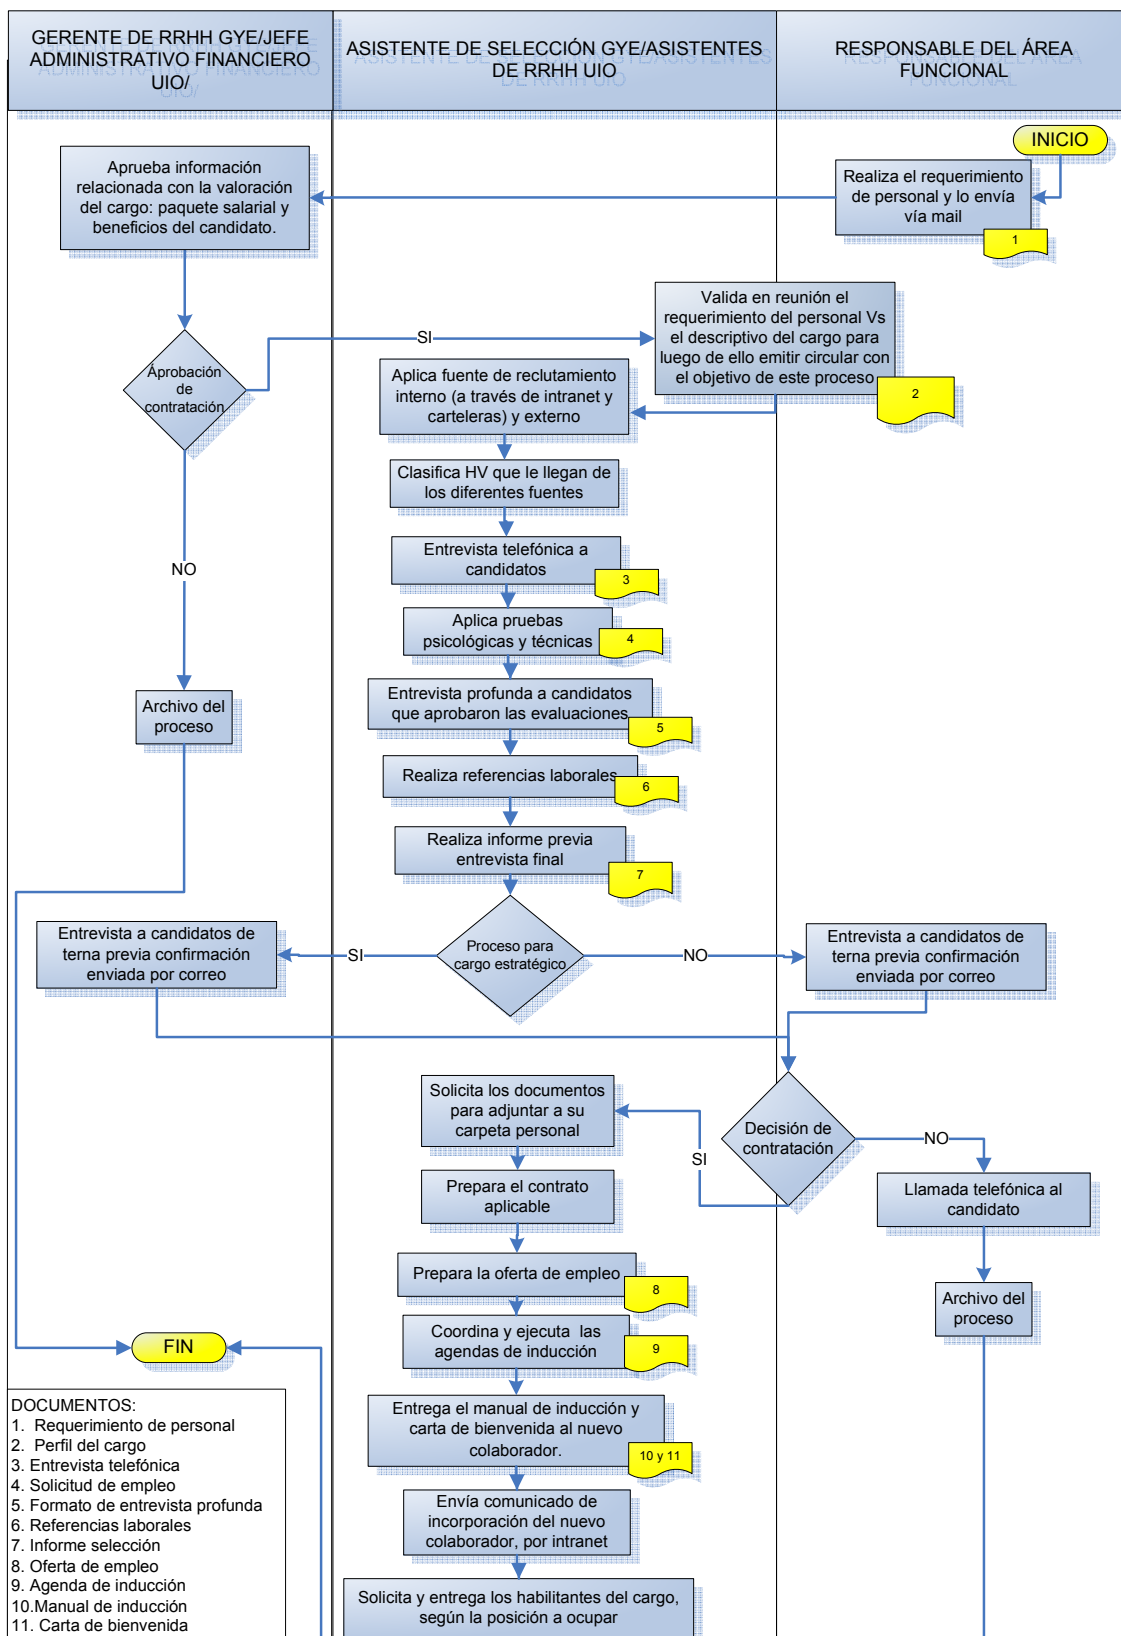 GERENTE DE RRHH GYE/JEFE
ADMINISTRATIVO FINANCIERO
UIO/
ASISTENTE DE SELECCIÓN GYE/ASISTENTES
DE RRHH UIO
RESPONSABLE DEL ÁREA
FUNCIONAL
INICIO
Realiza el requerimiento
de personal y lo envía
vía mail
1
Aprueba información
relacionada con la valoración
del cargo: paquete salarial y
beneficios del candidato.
Áprobación
de
contratación
SI
Valida en reunión el
requerimiento del personal Vs
el descriptivo del cargo para
luego de ello emitir circular con
el objetivo de este proceso
2
Aplica fuente de reclutamiento
interno (a través de intranet y
carteleras) y externo
Clasifica HV que le llegan de
los diferentes fuentes
Entrevista telefónica a
candidatos
3
NO
Aplica pruebas
psicológicas y técnicas
4
Entrevista profunda a candidatos
que aprobaron las evaluaciones
5
Archivo del
proceso
Realiza referencias laborales
6
Realiza informe previa
entrevista final
7
Proceso para
cargo estratégico
SI
NO
Entrevista a candidatos de
terna previa confirmación
enviada por correo
Entrevista a candidatos de
terna previa confirmación
enviada por correo
Decisión de
contratación
SI
NO
Solicita los documentos
para adjuntar a su
carpeta personal
Prepara el contrato
aplicable
Llamada telefónica al
candidato
Prepara la oferta de empleo
8
Archivo del
proceso
Coordina y ejecuta las
agendas de inducción
9
FIN
Entrega el manual de inducción y
carta de bienvenida al nuevo
colaborador.
10 y 11
Envía comunicado de
incorporación del nuevo
colaborador, por intranet
Solicita y entrega los habilitantes del cargo,
según la posición a ocupar
DOCUMENTOS:
1. Requerimiento de personal
2. Perfil del cargo
3. Entrevista telefónica
4. Solicitud de empleo
5. Formato de entrevista profunda
6. Referencias laborales
7. Informe selección
8. Oferta de empleo
9. Agenda de inducción
10.Manual de inducción
11. Carta de bienvenida